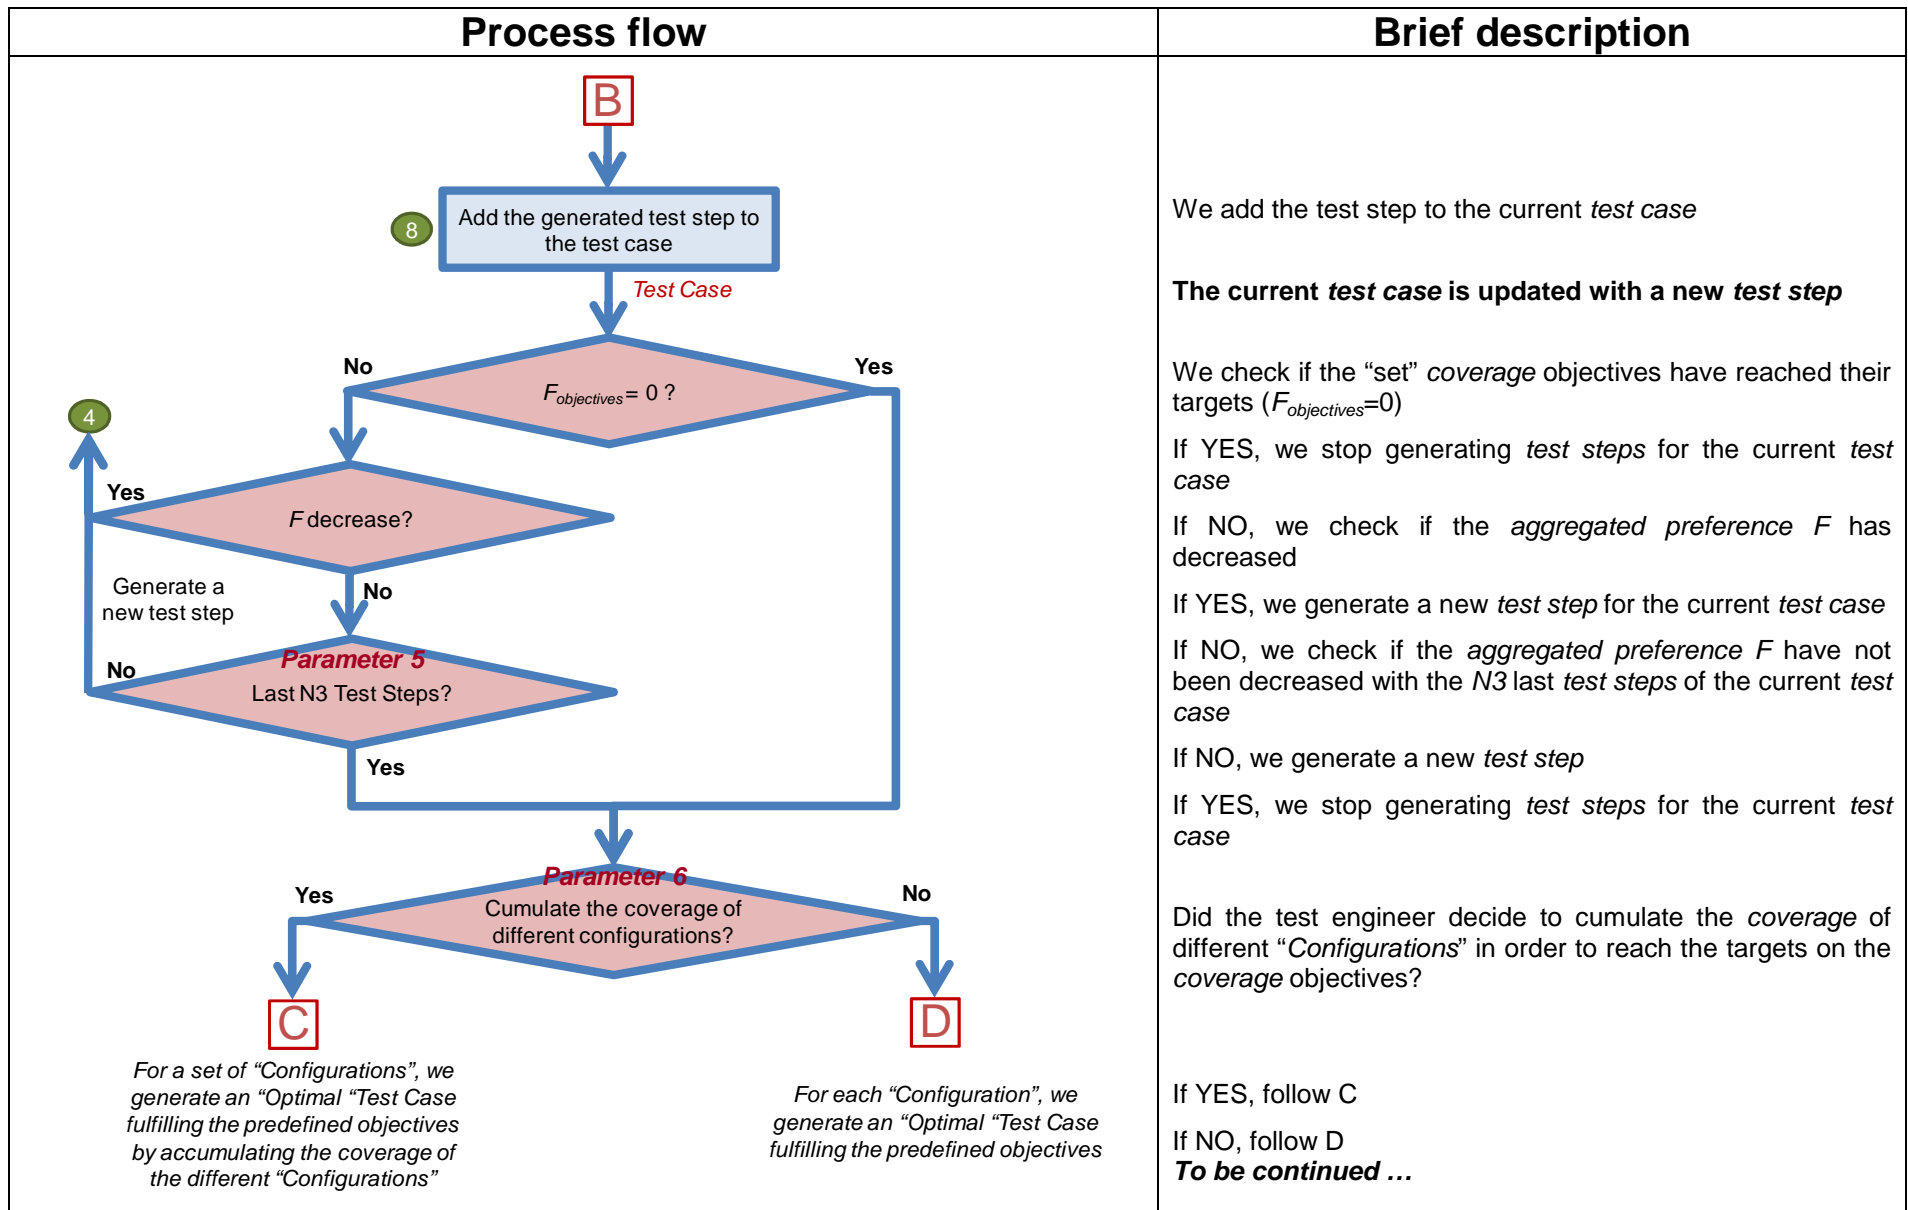 Process flow
Brief description
B
8
Add the generated test step to
the test case
Test Case
No
Yes
Fobjectives = 0 ?
4
Yes
F decrease?
Generate a
new test step
No
Parameter 5
No
Last N3 Test Steps?
Yes
Parameter 6
Yes
No
Cumulate the coverage of
different configurations?
C
D
For a set of “Configurations”, we
generate an “Optimal “Test Case
fulfilling the predefined objectives
by accumulating the coverage of
the different “Configurations”
For each “Configuration”, we
generate an “Optimal “Test Case
fulfilling the predefined objectives
We add the test step to the current test case
The current test case is updated with a new test step
We check if the “set” coverage objectives have reached their
targets (Fobjectives=0)
If YES, we stop generating test steps for the current test
case
If NO, we check if the aggregated preference F has
decreased
If YES, we generate a new test step for the current test case
If NO, we check if the aggregated preference F have not
been decreased with the N3 last test steps of the current test
case
If NO, we generate a new test step
If YES, we stop generating test steps for the current test
case
Did the test engineer decide to cumulate the coverage of
different “Configurations” in order to reach the targets on the
coverage objectives?
If YES, follow C
If NO, follow D
To be continued …